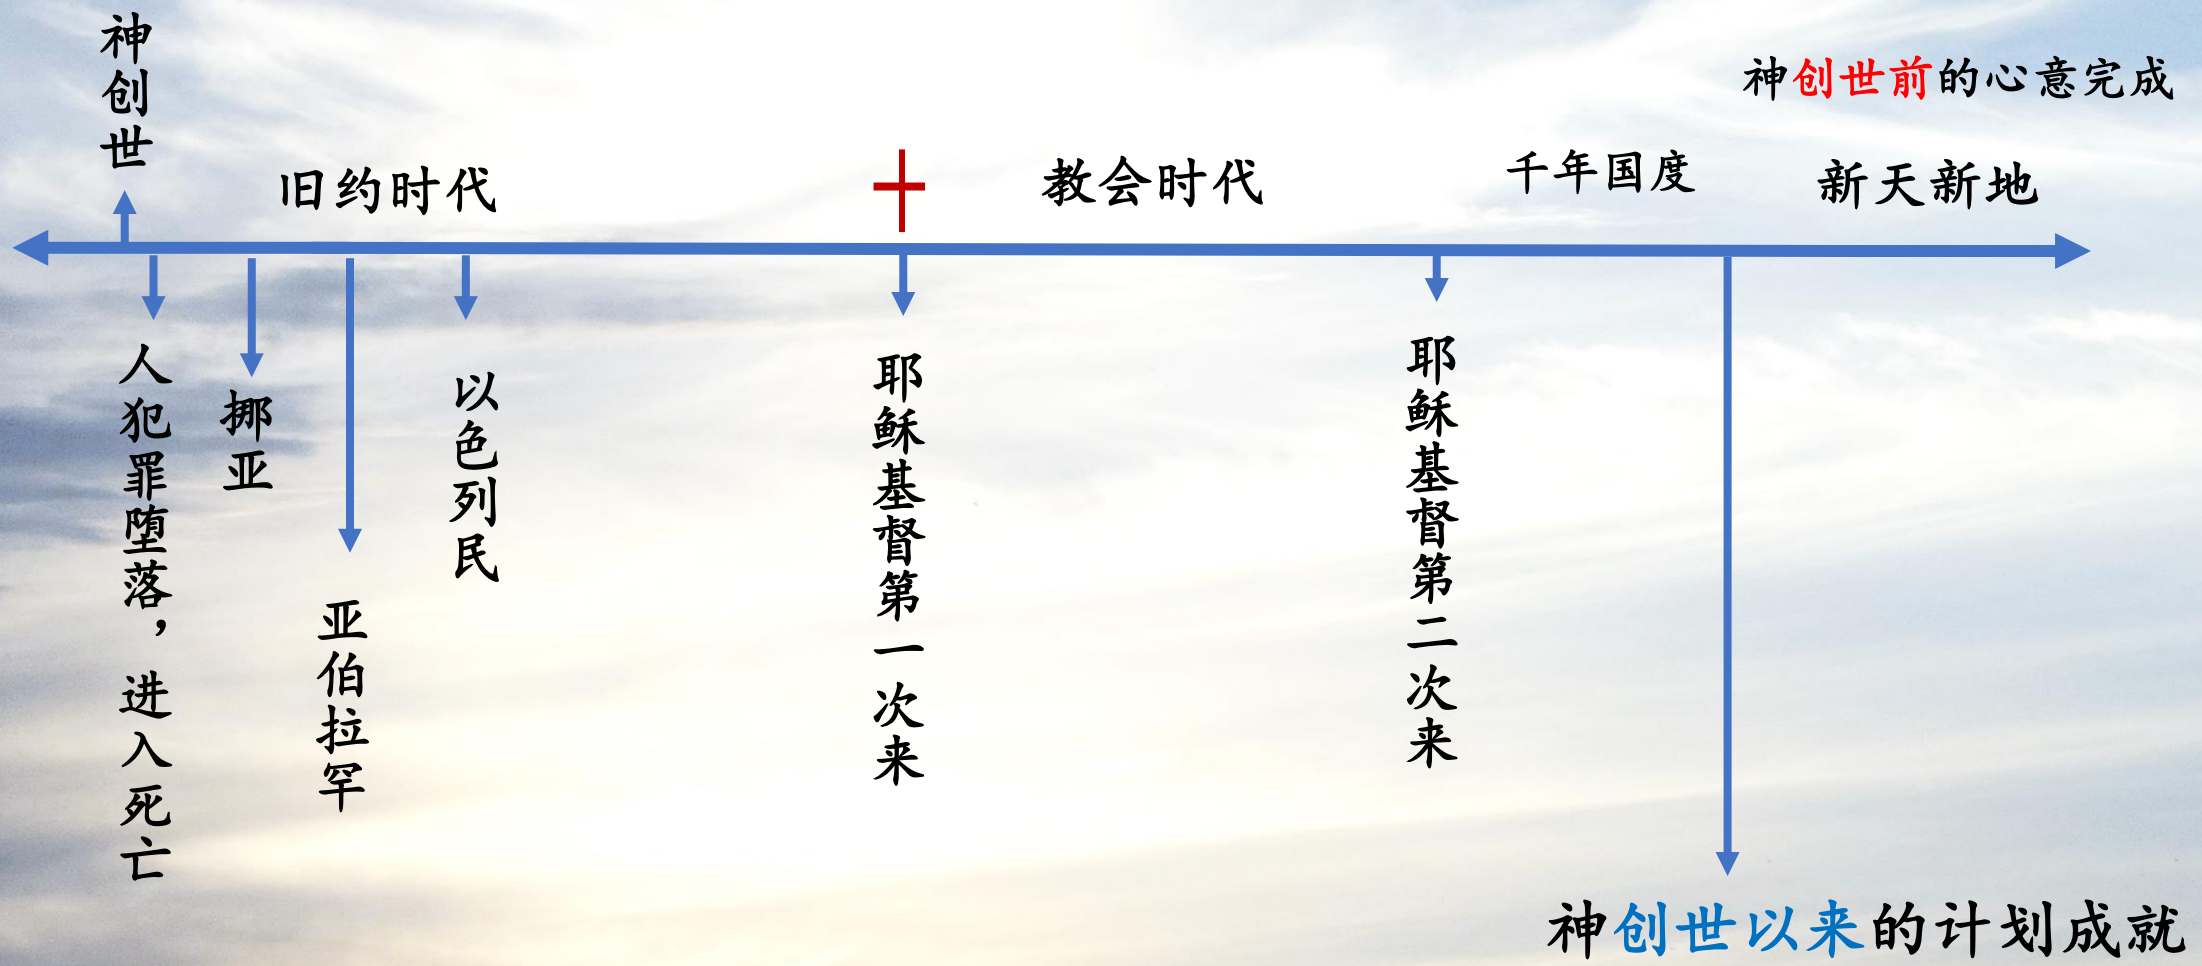 神创世
神创世前的心意完成
旧约时代
教会时代
千年国度
新天新地
人犯罪堕落，进入死亡
挪亚
亚伯拉罕
以色列民
耶稣基督第一次来
耶稣基督第二次来
神创世以来的计划成就